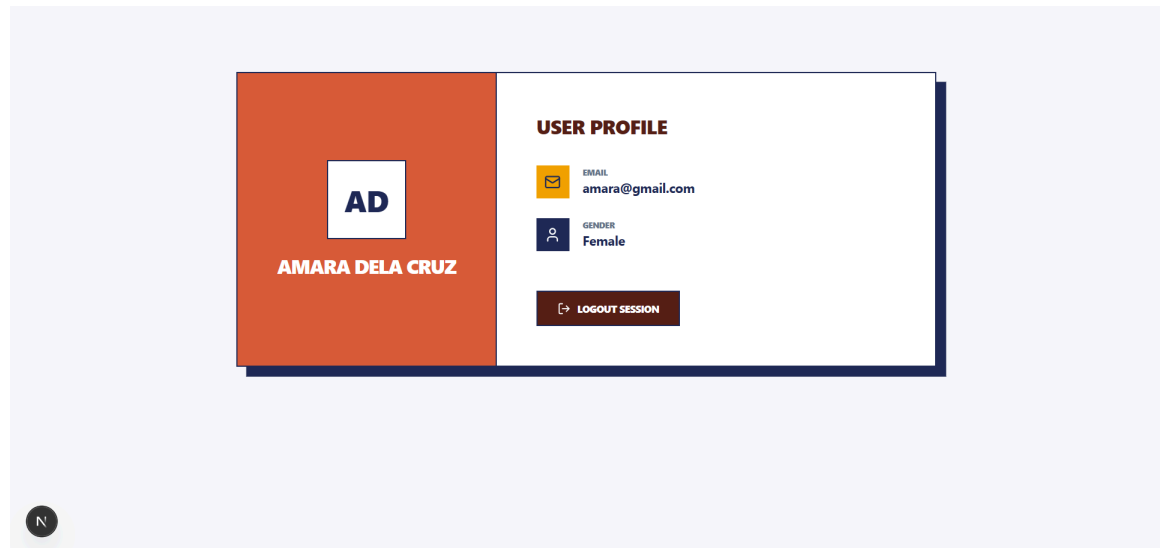 AD
AMARA DELA CRUZ
USER PROFILE
EMAIL
amara@gmail.com
GENDER
Female
LOGOUT SESSION
N